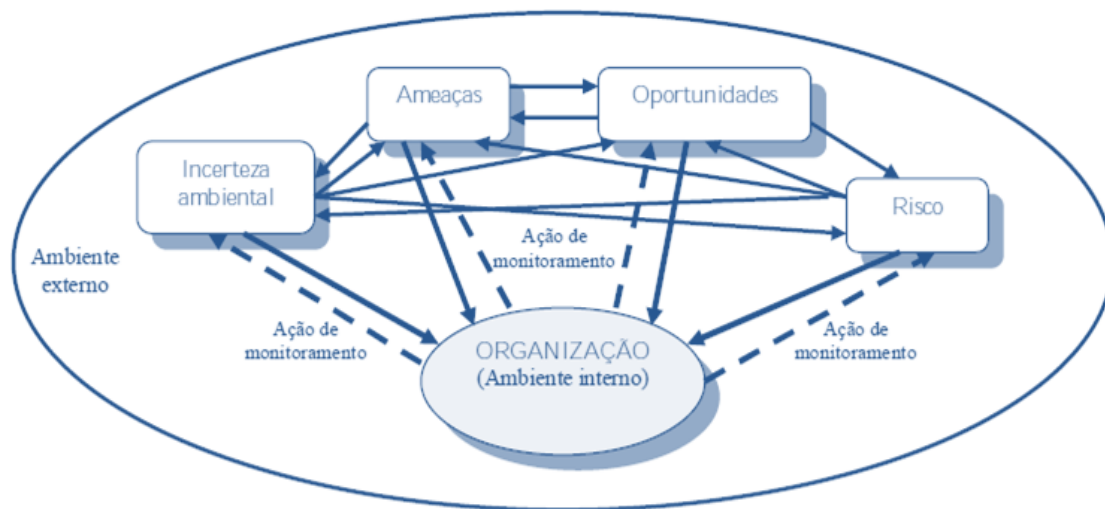 Ameaças
Oportunidades
Incerteza
ambiental
Risco
Ambiente
externo
Ação de
monitoramento
Ação de
monitoramento
Ação de
monitoramento
ORGANIZAÇÃO
(Ambiente interno)